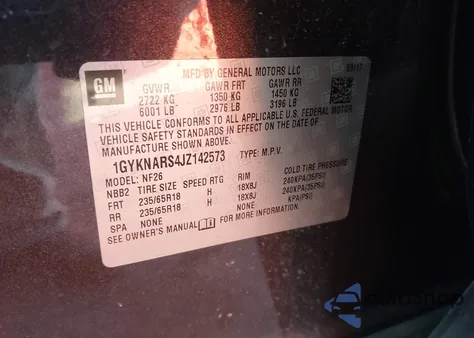 GM
MFD BY GENERAL MOTORS LLC
GVWR GAWR FRT GAWR RR
2722 KG 1350 KG 1450 KG
6001 LB 2976 LB 3196 LB
THIS VEHICLE CONFORMS TO ALL APPLICABLE U.S. FEDERAL MOTOR
VEHICLE SAFETY
STANDARDS IN EFFECT ON THE DATE OF MANUFACTURE SHOWN ABOVE.
1GYKNARS4JZ142573 TYPE: M.P.V.
MODEL: NF26
NBB2 TIRE SIZE SPEED RTG RIM COLD TIRE PRESSURE
FRT 235/65R18 H 18X8J 240KPA(35PSI)
RR 235/65R18 H 18X8J 240KPA(35PSI)
SPA NONE NONE KPA(PSI)
SEE OWNER'S MANUAL FOR MORE INFORMATION.